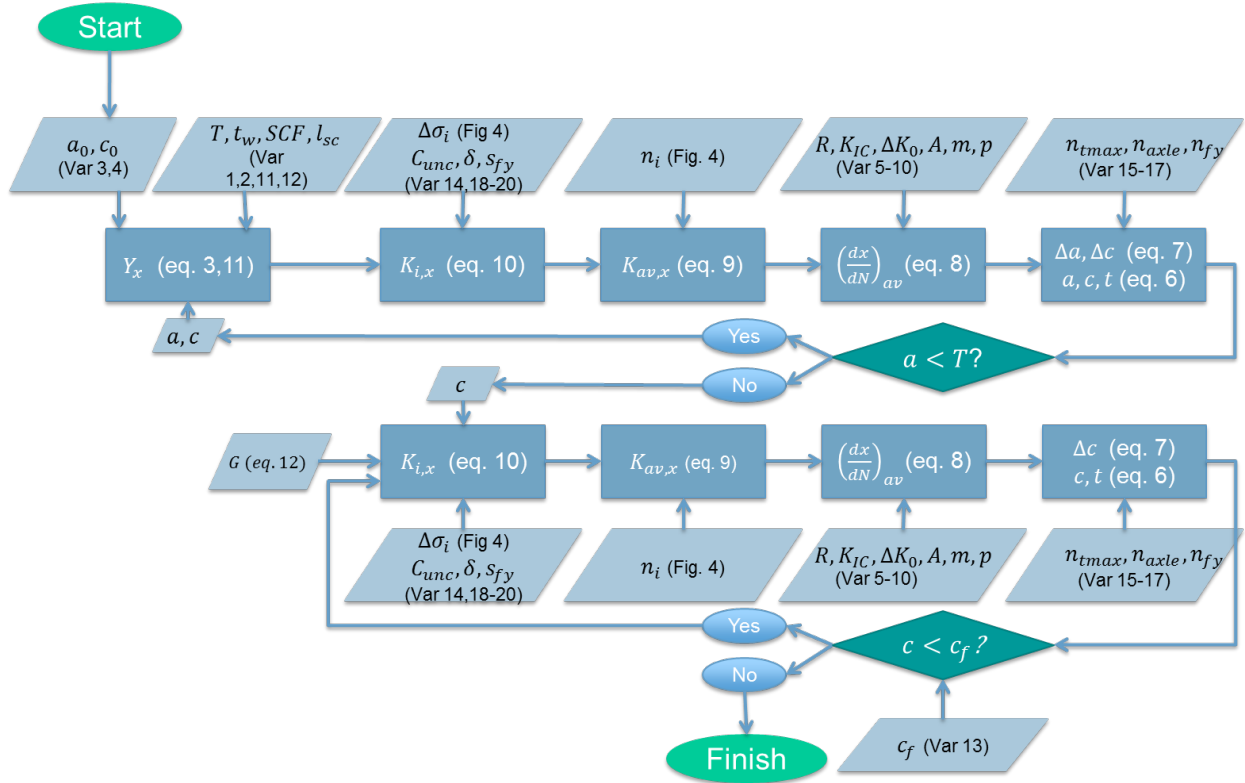 Start
a₀, c₀
(Var 3,4)
T, t_w, SCF, l_sc
(Var
1,2,11,12)
Δσ_i (Fig 4)
C_unc, δ, s_fy
(Var 14,18-20)
n_i (Fig. 4)
R, K_IC, ΔK₀, A, m, p
(Var 5-10)
n_tmax, n_axle, n_fy
(Var 15-17)
Y_x (eq. 3,11)
K_i,x (eq. 10)
K_av,x (eq. 9)
(dx/dN)_av (eq. 8)
Δa, Δc (eq. 7)
a, c, t (eq. 6)
a, c
Yes
a < T?
No
c
G (eq. 12)
K_i,x (eq. 10)
K_av,x (eq. 9)
(dx/dN)_av (eq. 8)
Δc (eq. 7)
c, t (eq. 6)
Δσ_i (Fig 4)
C_unc, δ, s_fy
(Var 14,18-20)
n_i (Fig. 4)
R, K_IC, ΔK₀, A, m, p
(Var 5-10)
n_tmax, n_axle, n_fy
(Var 15-17)
Yes
c < c_f ?
No
c_f (Var 13)
Finish